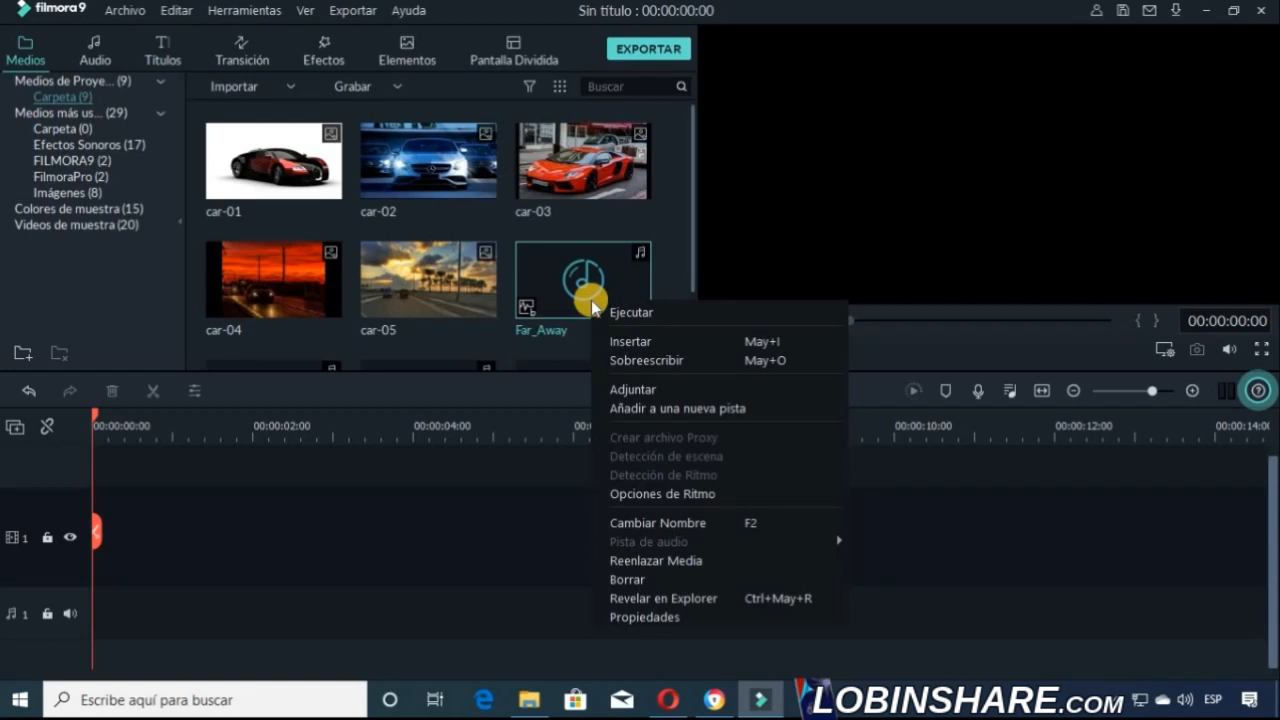 filmora9 Archivo Editar Herramientas Ver Exportar Ayuda Sin título : 00:00:00:00
Medios Audio Títulos Transición Efectos Elementos Pantalla Dividida EXPORTAR
Medios de Proye... (9)
Carpeta (9)
Medios más us... (29)
Carpeta (0)
Efectos Sonoros (17)
FILMORA9 (2)
FilmoraPro (2)
Imágenes (8)
Colores de muestra (15)
Videos de muestra (20)
Importar Grabar Buscar
car-01 car-02 car-03
car-04 car-05 Far_Away
Ejecutar
Insertar May+I
Sobreescribir May+O
Adjuntar
Añadir a una nueva pista
Crear archivo Proxy
Detección de escena
Detección de Ritmo
Opciones de Ritmo
Cambiar Nombre F2
Pista de audio
Reenlazar Media
Borrar
Revelar en Explorer Ctrl+May+R
Propiedades
{ } 00:00:00:00
00:00:00:00 00:00:02:00 00:00:04:00 00:00:10:00 00:00:12:00
1
1
Escribe aquí para buscar
LOBINSHARE.COM
ESP